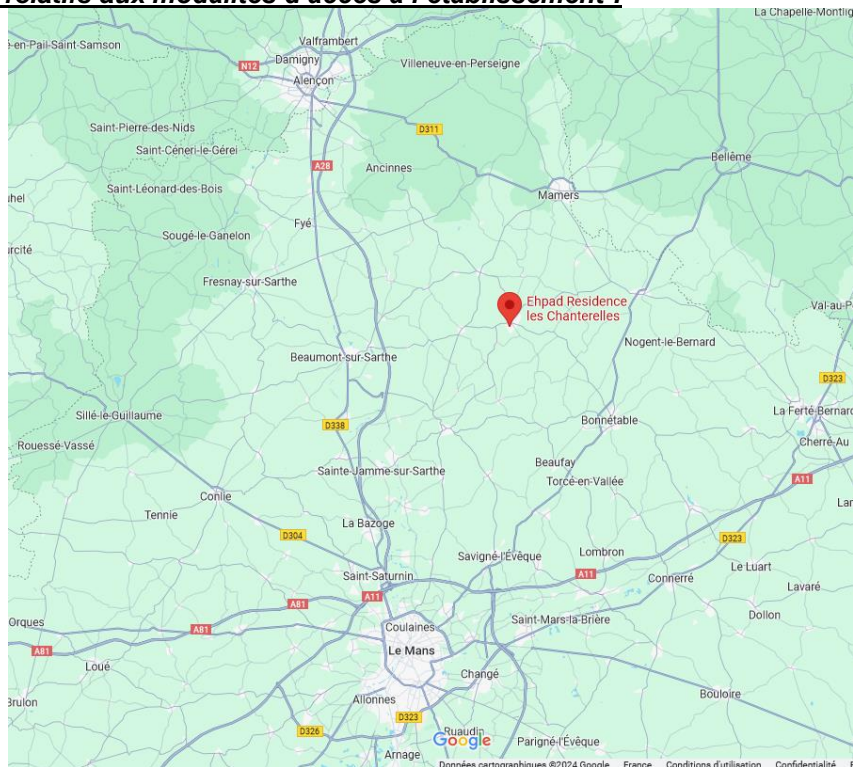 relatif aux modalités d'accès à l'établissement :
La Chapelle-Montlig
é-en-Pail-Saint-Samson
Valframbert
Damigny
N12
Villeneuve-en-Perseigne
Alençon
Saint-Pierre-des-Nids
D311
Saint-Céneri-le-Gérei
Bellême
A28
Ancinnes
Saint-Léonard-des-Bois
Mamers
uhel
Fyé
Sougé-le-Ganelon
urcité
Fresnay-sur-Sarthe
Ehpad Residence
les Chanterelles
Val-au-P
Nogent-le-Bernard
Beaumont-sur-Sarthe
D323
Sillé-le-Guillaume
La Ferté-Bernard
D338
Bonnétable
Rouessé-Vassé
Cherré-Au
Beaufay
Sainte-Jamme-sur-Sarthe
Torcé-en-Vallée
A11
Conlie
Lar
Tennie
La Bazoge
D304
D323
Savigné-l'Évêque
Lombron
Le Luart
Saint-Saturnin
A11
Connerré
Lavaré
A11
A81
Orques
Saint-Mars-la-Brière
Dollon
A81
Coulaines
A81
Le Mans
Loué
Changé
Bouloire
Brulon
Allonnes
D323
D326
Ruaudin
Google
Parigné-l'Évêque
Arnage
Données cartographiques ©2024 Google France Conditions d'utilisation Confidentialité